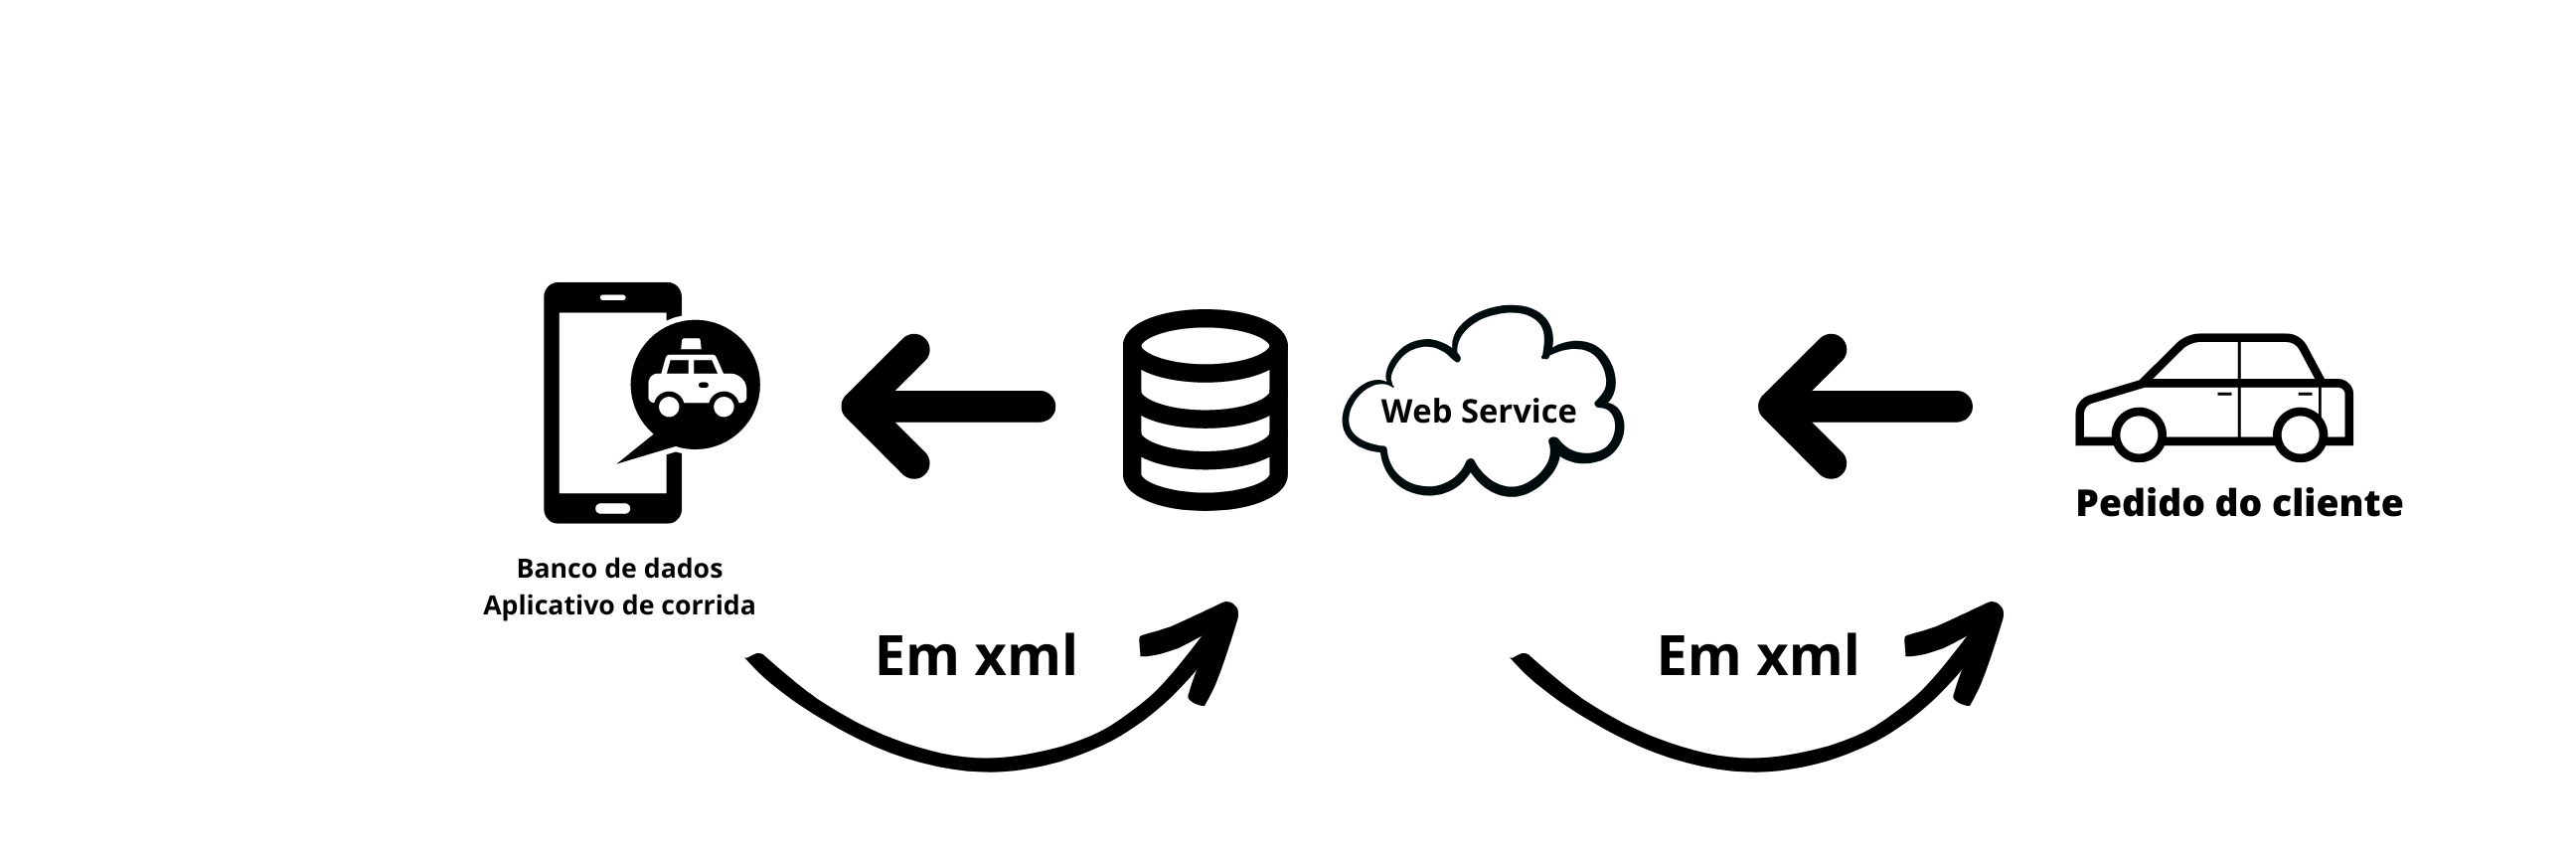 Web Service
Pedido do cliente
Banco de dados
Aplicativo de corrida
Em xml
Em xml